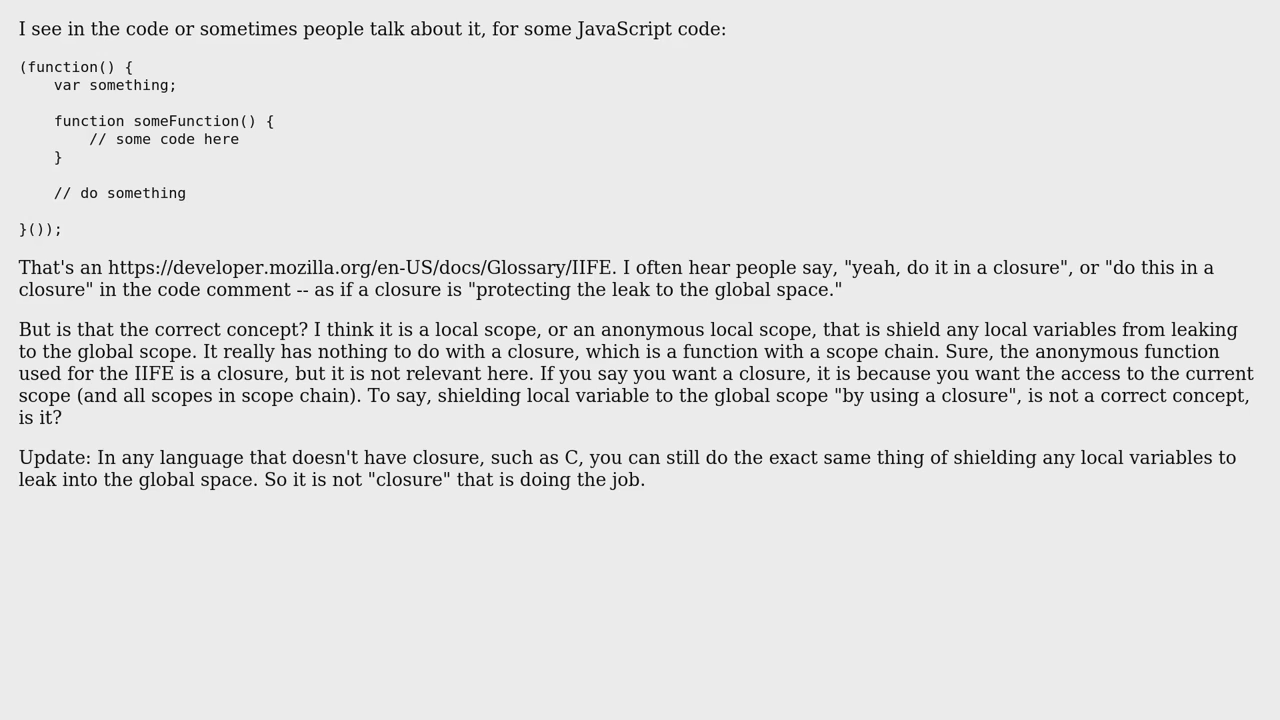 I see in the code or sometimes people talk about it, for some JavaScript code:
(function() {
    var something;
    function someFunction() {
        // some code here
    }
    // do something
}());
That's an https://developer.mozilla.org/en-US/docs/Glossary/IIFE. I often hear people say, "yeah, do it in a closure", or "do this in a
closure" in the code comment -- as if a closure is "protecting the leak to the global space."
But is that the correct concept? I think it is a local scope, or an anonymous local scope, that is shield any local variables from leaking
to the global scope. It really has nothing to do with a closure, which is a function with a scope chain. Sure, the anonymous function
used for the IIFE is a closure, but it is not relevant here. If you say you want a closure, it is because you want the access to the current
scope (and all scopes in scope chain). To say, shielding local variable to the global scope "by using a closure", is not a correct concept,
is it?
Update: In any language that doesn't have closure, such as C, you can still do the exact same thing of shielding any local variables to
leak into the global space. So it is not "closure" that is doing the job.